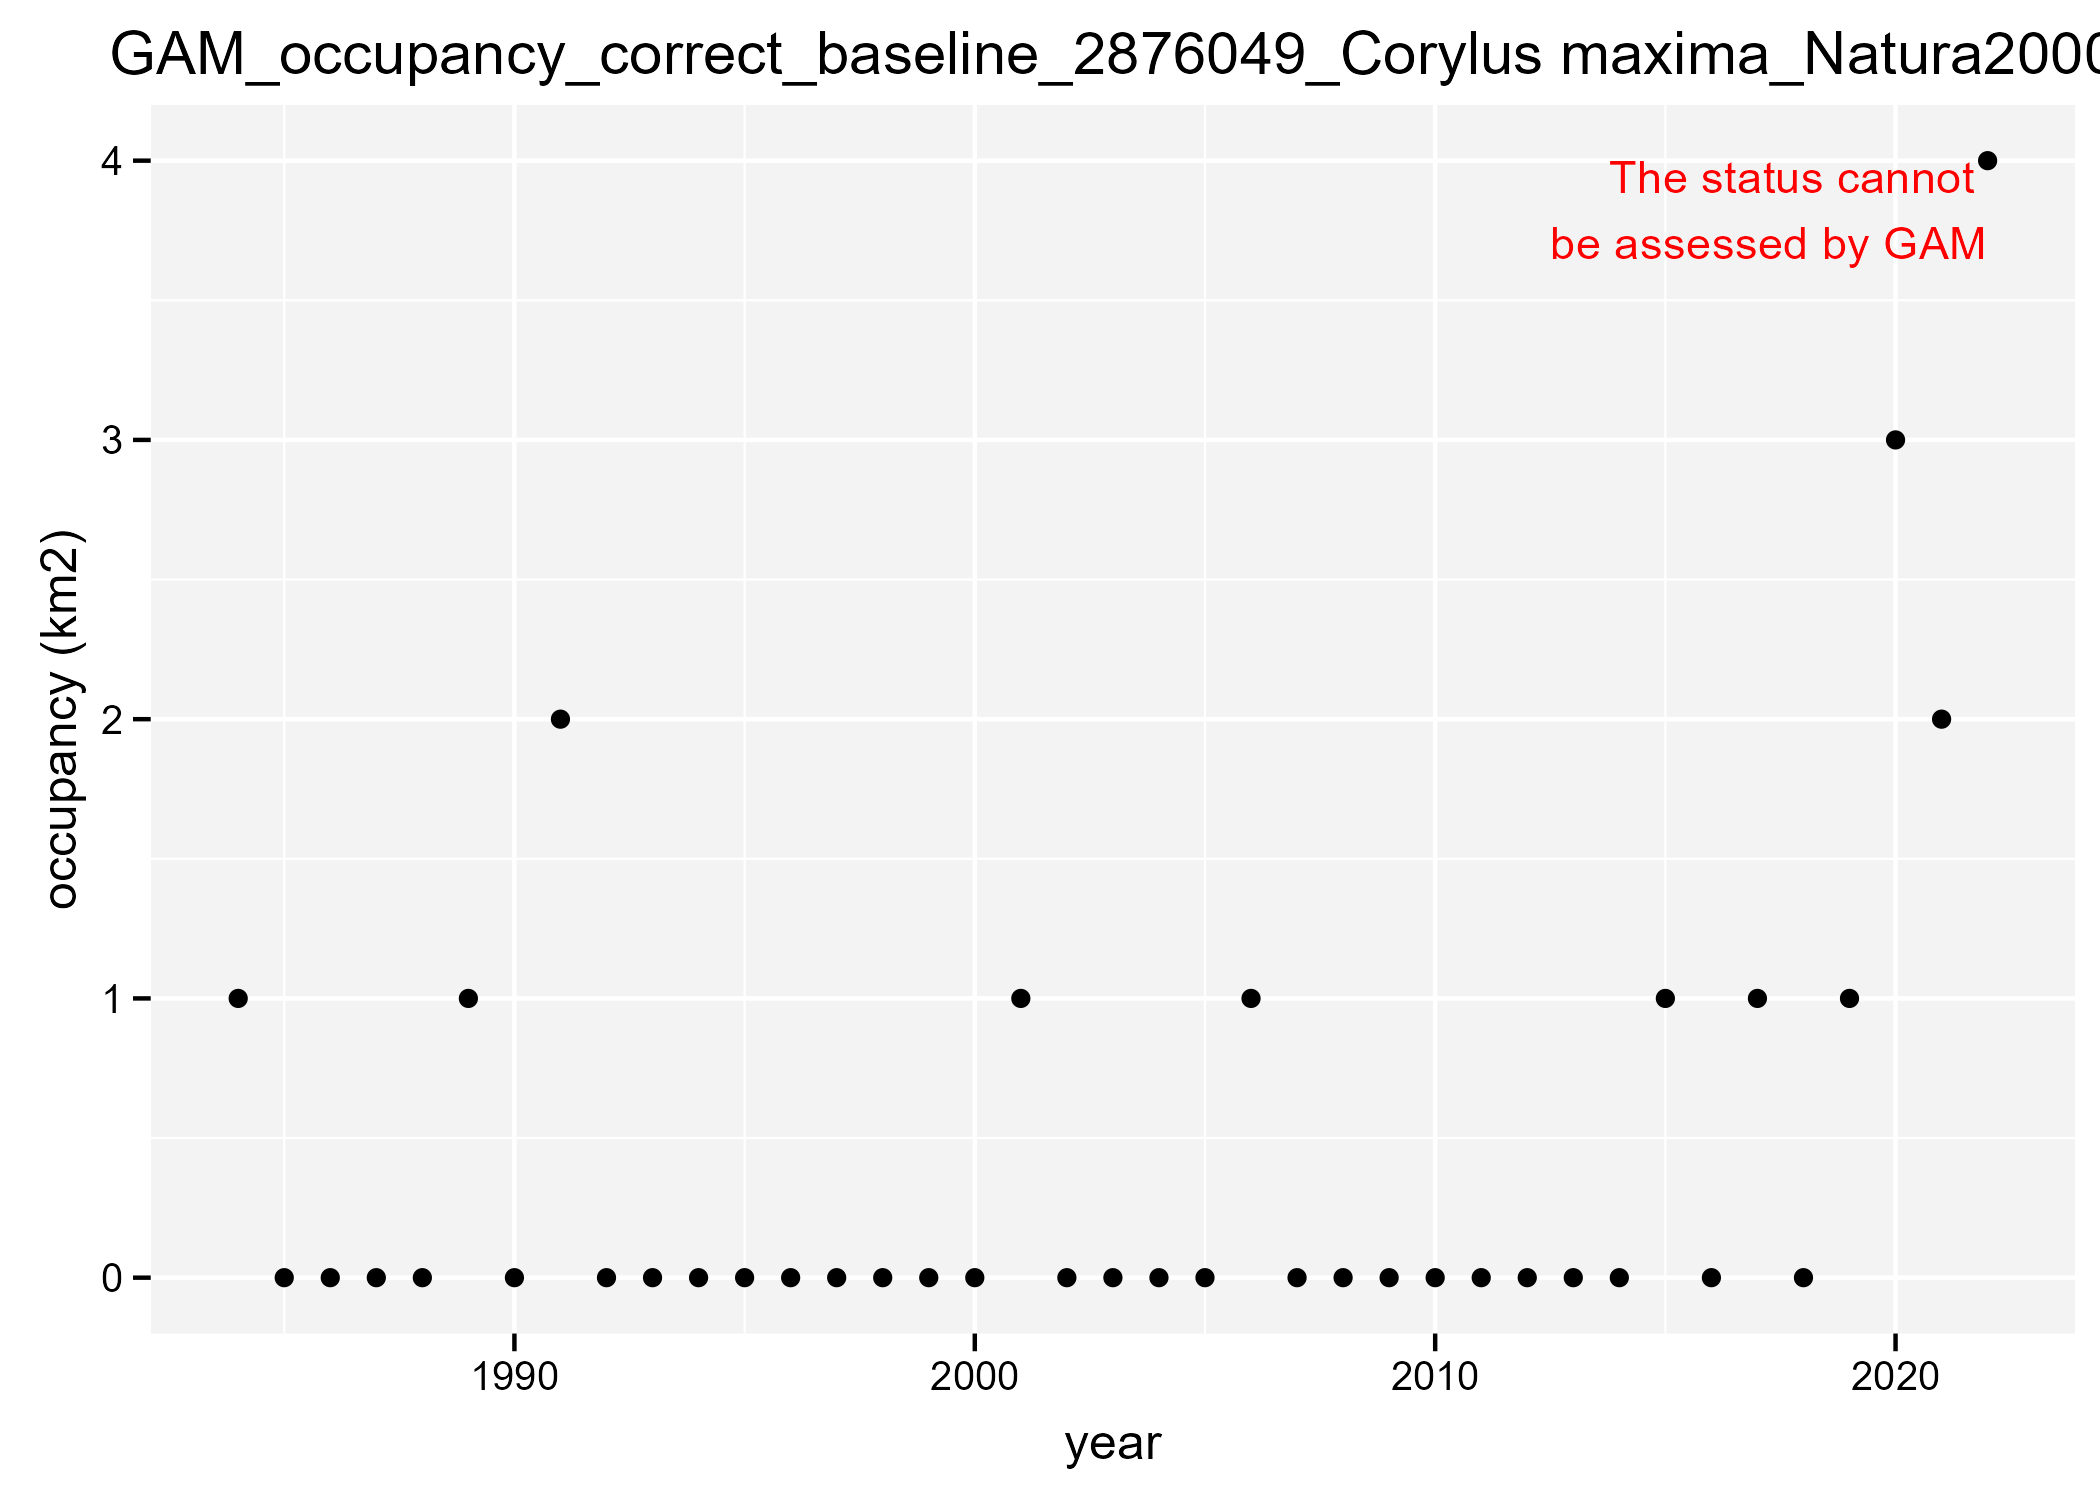 GAM_occupancy_correct_baseline_2876049_Corylus maxima_Natura2000
The status cannot
be assessed by GAM
4
3
2
1
0
occupancy (km2)
1990 2000 2010 2020
year